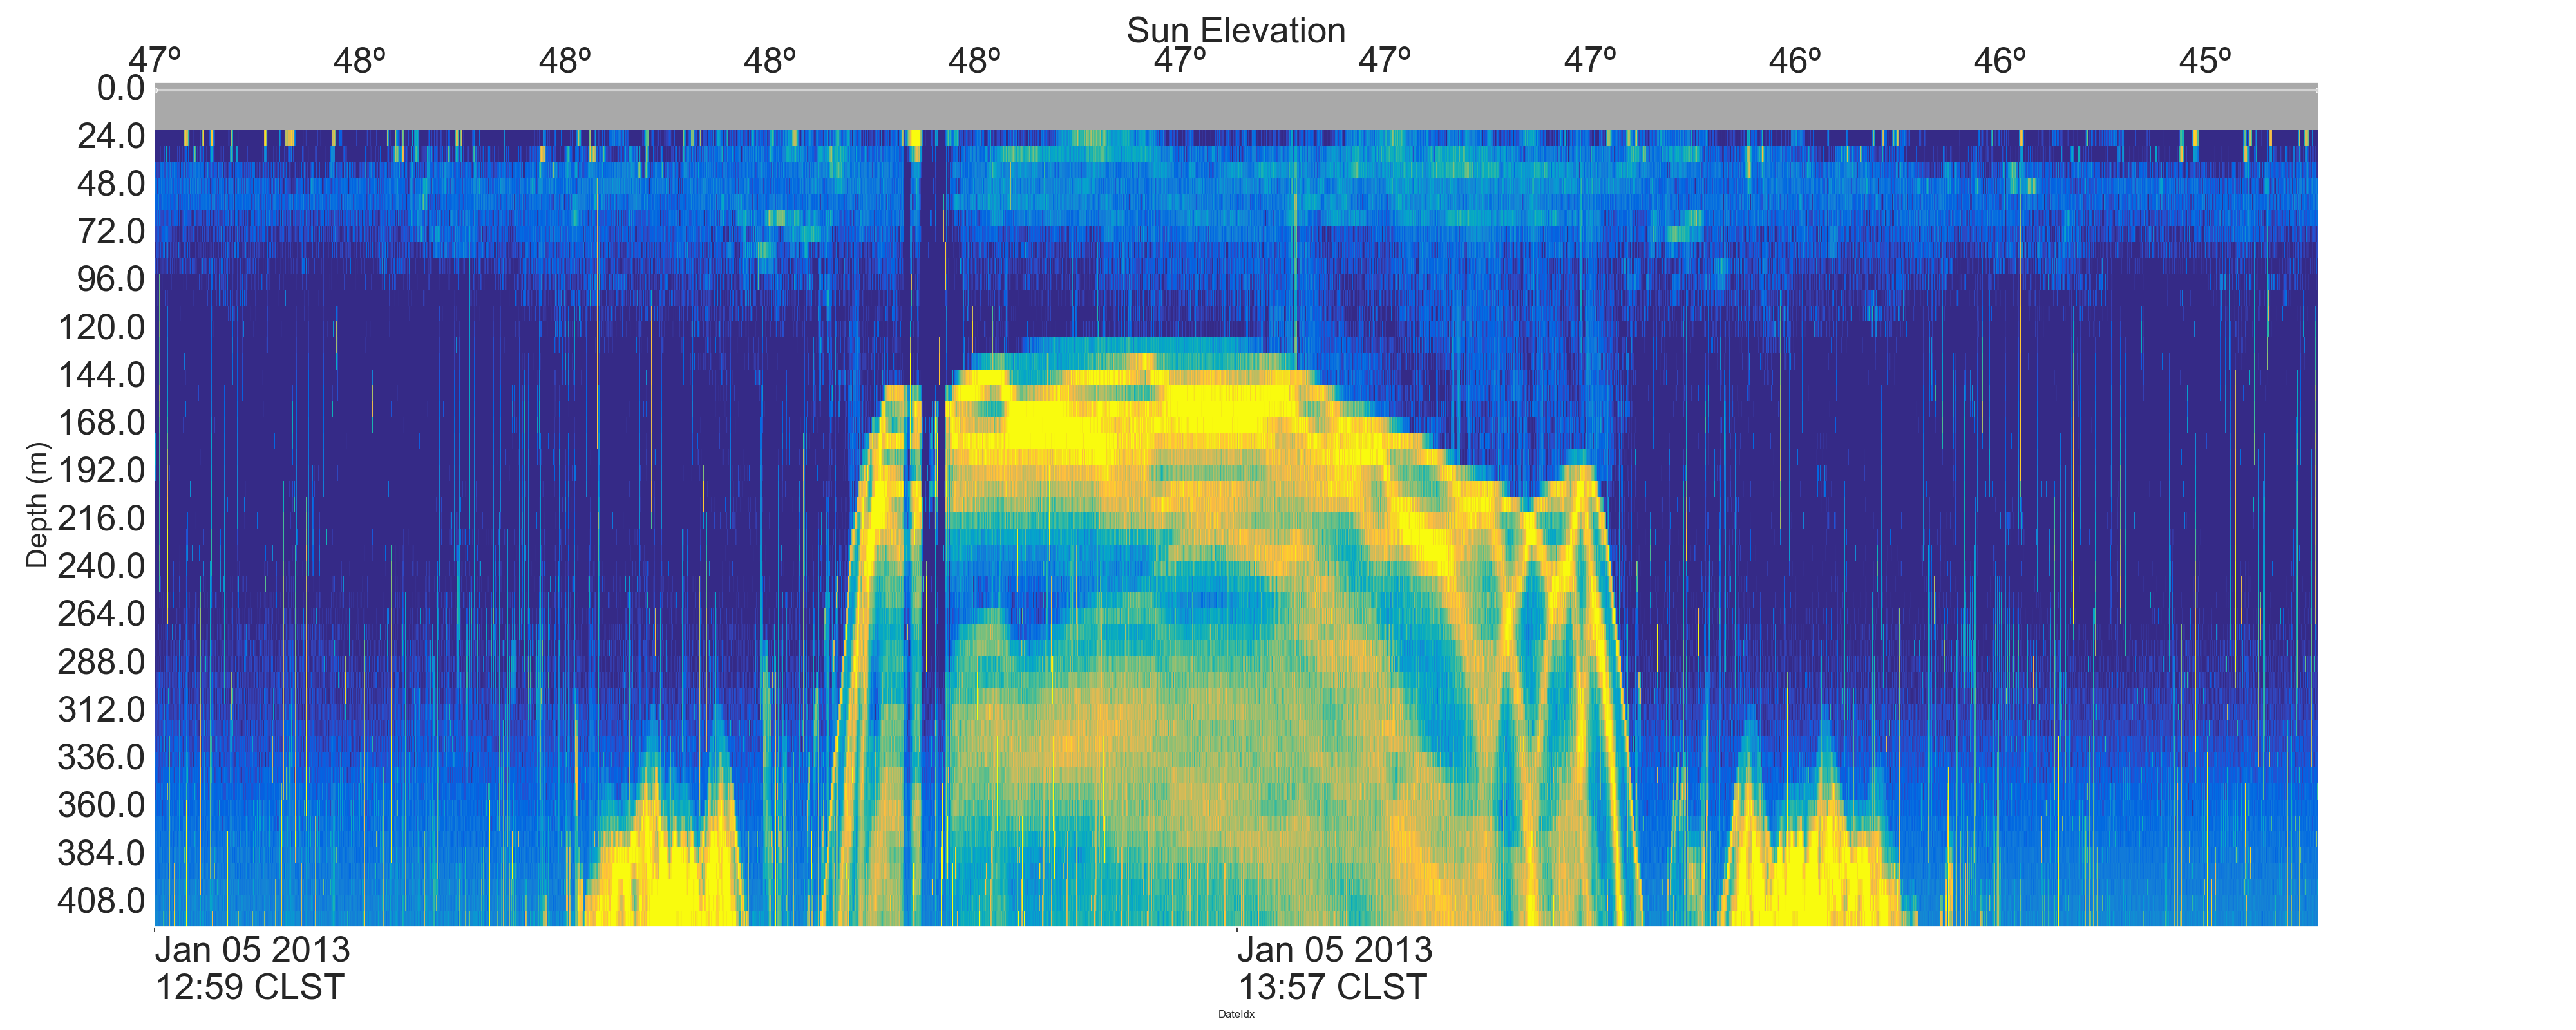 Sun Elevation
47º 48º 48º 48º 48º 47º 47º 47º 46º 46º 45º
0.0
24.0
48.0
72.0
96.0
120.0
144.0
168.0
192.0
216.0
240.0
264.0
288.0
312.0
336.0
360.0
384.0
408.0
Depth (m)
Jan 05 2013
12:59 CLST
Jan 05 2013
13:57 CLST
DateIdx